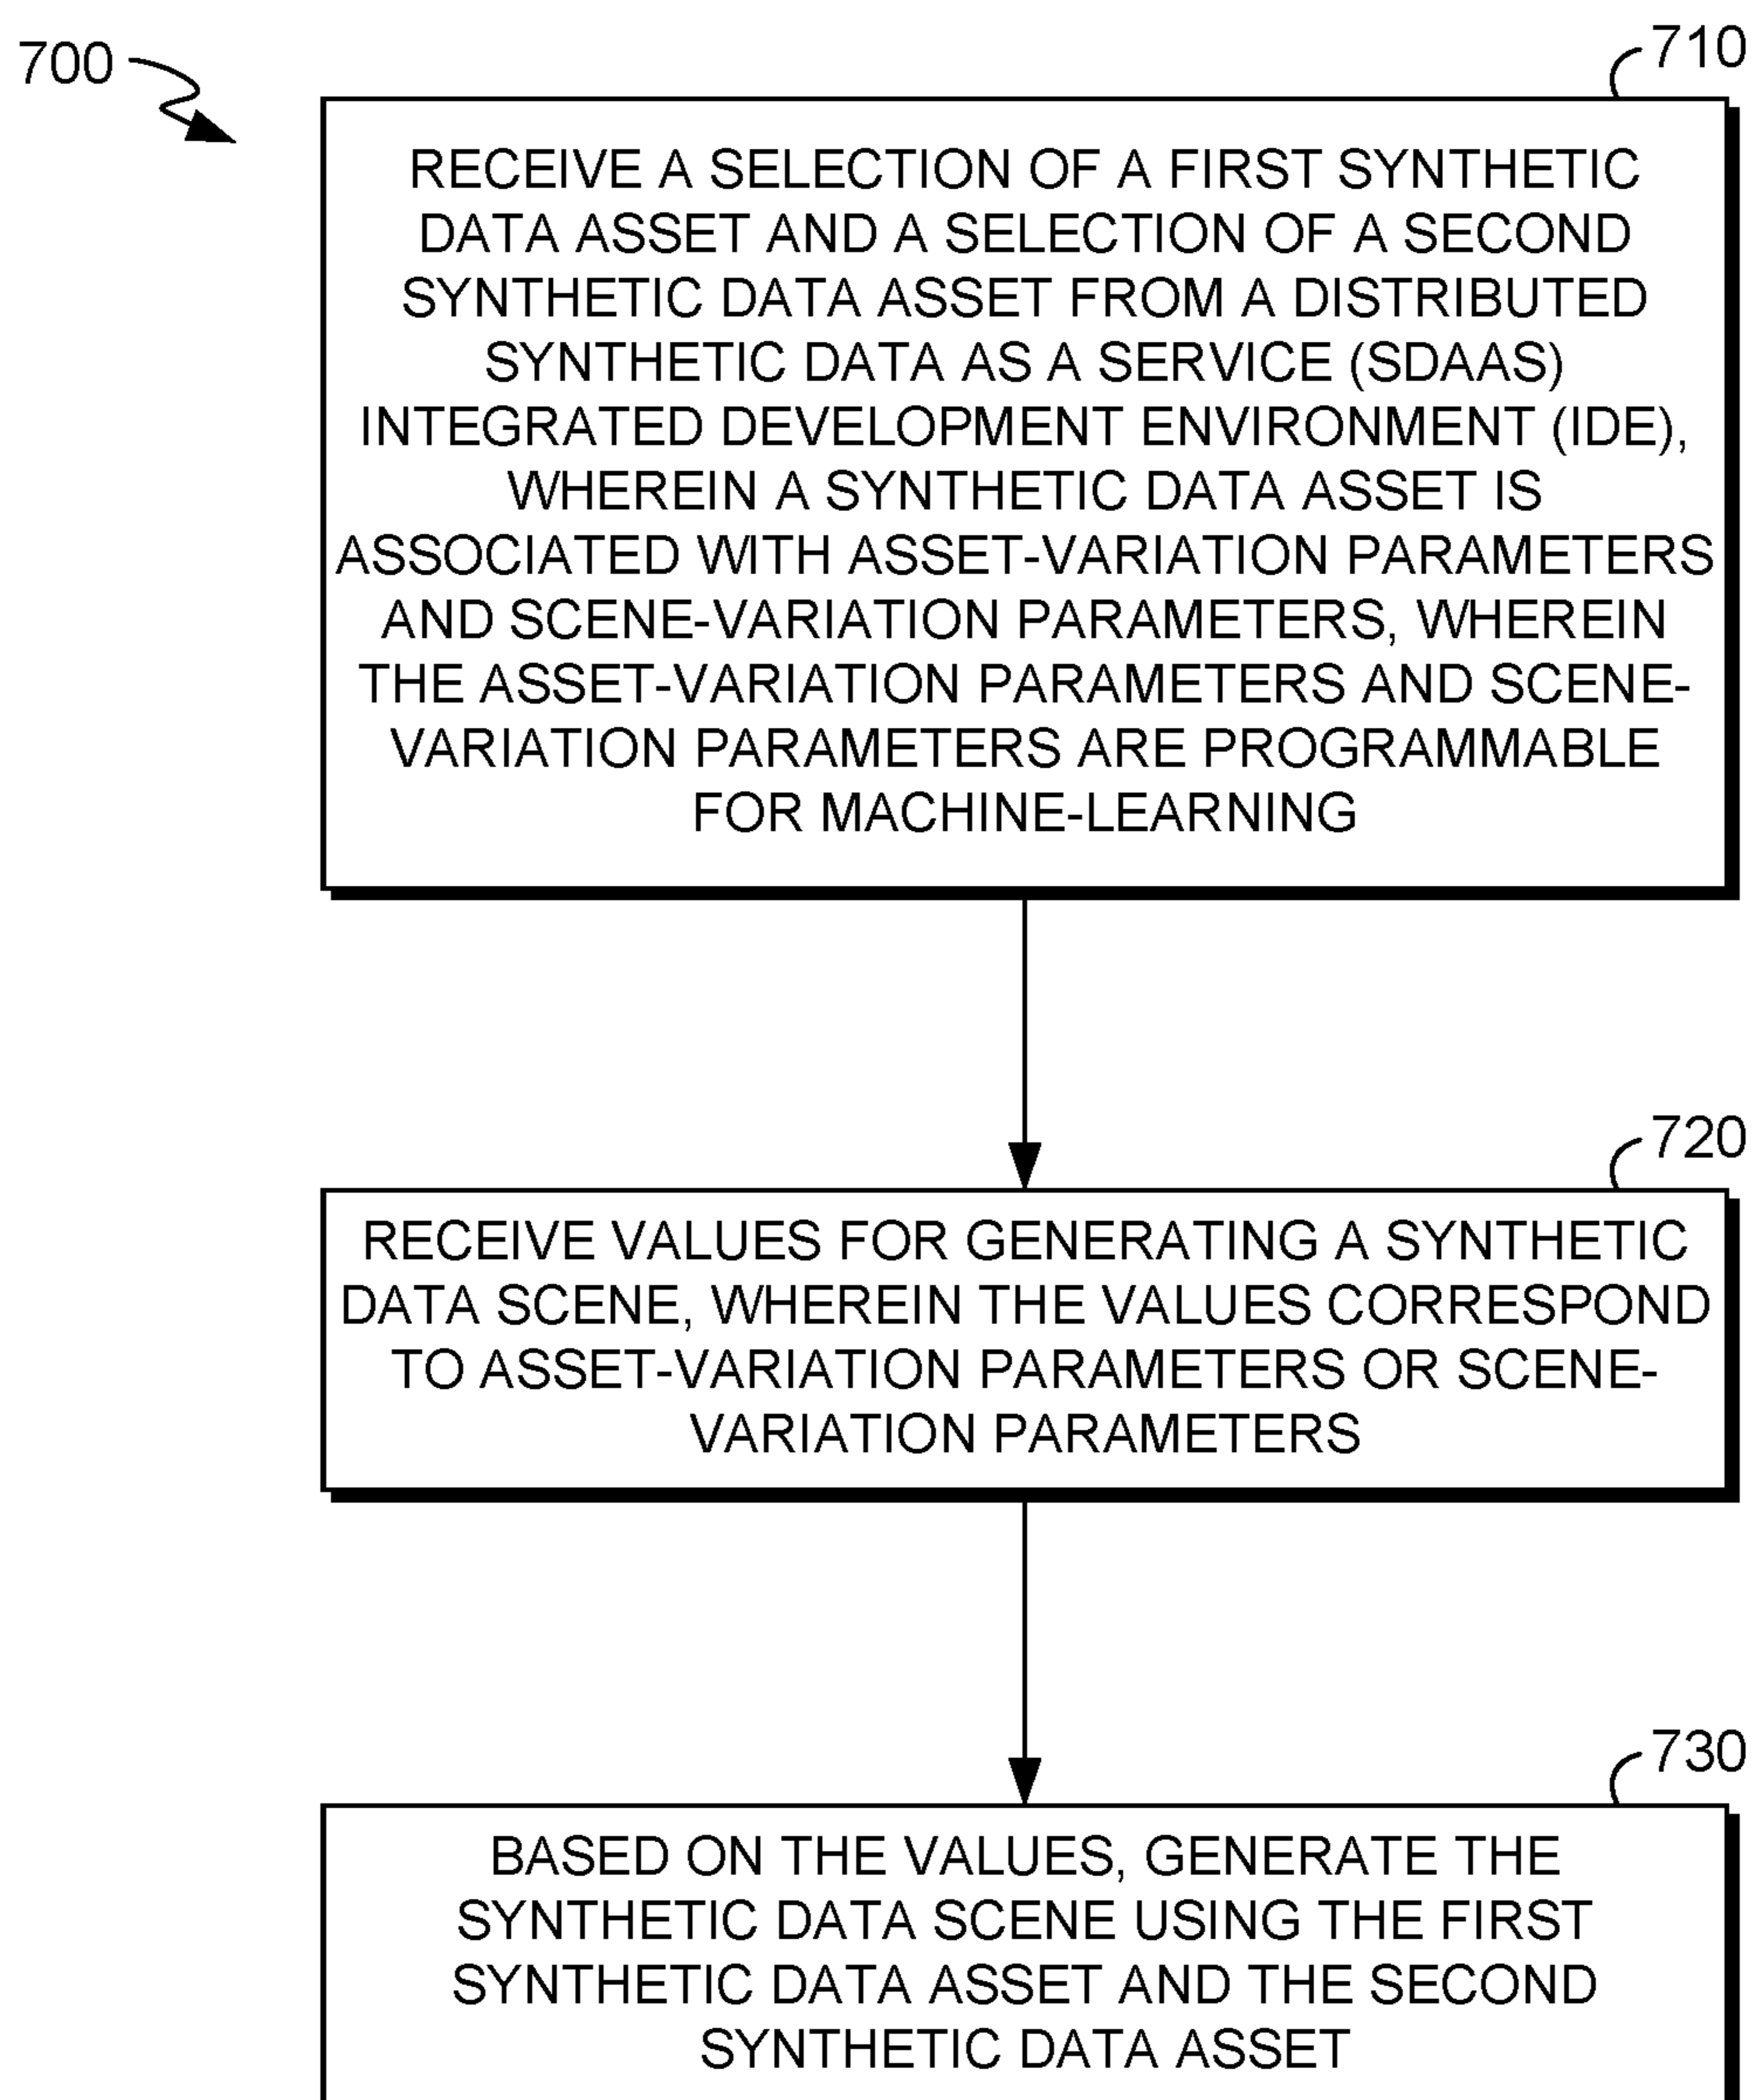 700
710
RECEIVE A SELECTION OF A FIRST SYNTHETIC
DATA ASSET AND A SELECTION OF A SECOND
SYNTHETIC DATA ASSET FROM A DISTRIBUTED
SYNTHETIC DATA AS A SERVICE (SDAAS)
INTEGRATED DEVELOPMENT ENVIRONMENT (IDE),
WHEREIN A SYNTHETIC DATA ASSET IS
ASSOCIATED WITH ASSET-VARIATION PARAMETERS
AND SCENE-VARIATION PARAMETERS, WHEREIN
THE ASSET-VARIATION PARAMETERS AND SCENE-
VARIATION PARAMETERS ARE PROGRAMMABLE
FOR MACHINE-LEARNING
720
RECEIVE VALUES FOR GENERATING A SYNTHETIC
DATA SCENE, WHEREIN THE VALUES CORRESPOND
TO ASSET-VARIATION PARAMETERS OR SCENE-
VARIATION PARAMETERS
730
BASED ON THE VALUES, GENERATE THE
SYNTHETIC DATA SCENE USING THE FIRST
SYNTHETIC DATA ASSET AND THE SECOND
SYNTHETIC DATA ASSET